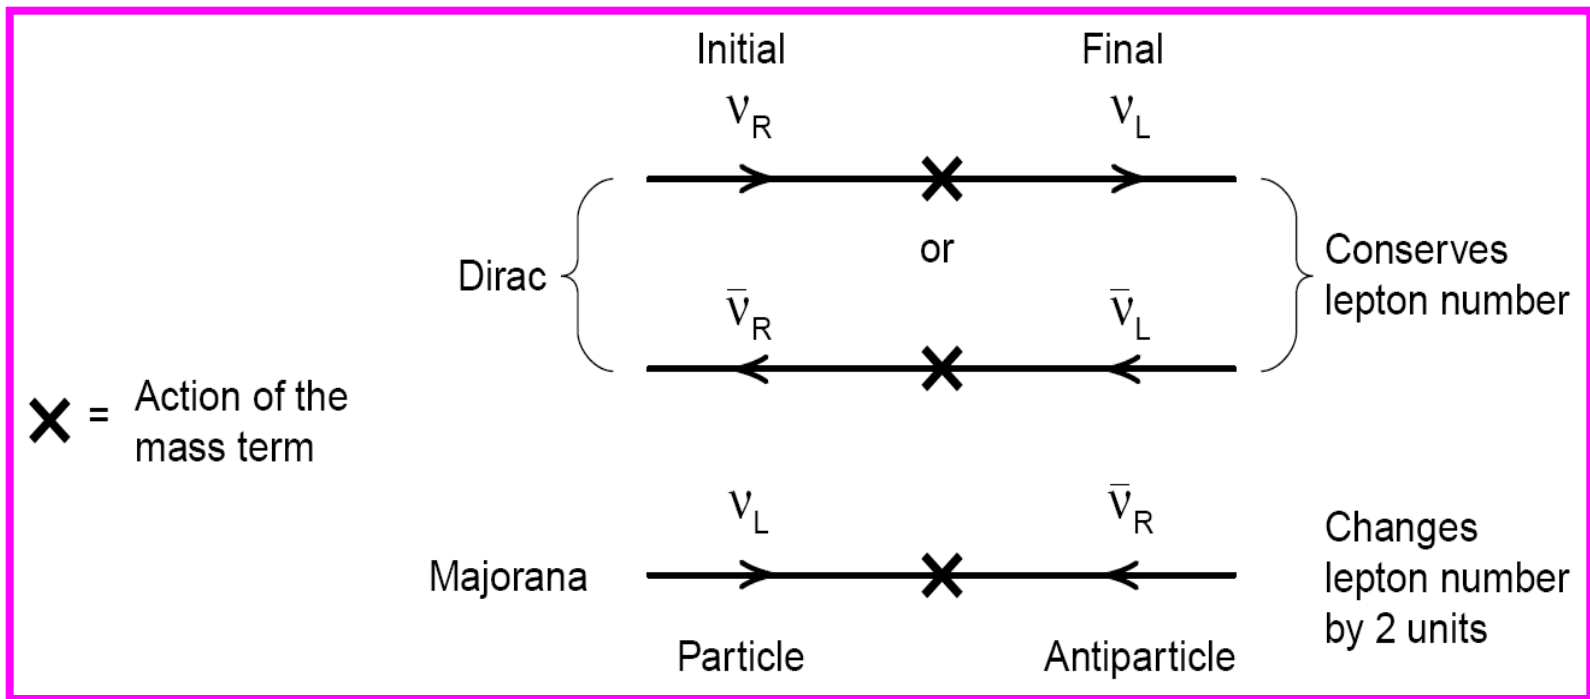 Initial Final
ν_R ν_L
or
Dirac
Conserves
lepton number
ν̄_R ν̄_L
× = Action of the
mass term
ν_L ν̄_R
Majorana
Changes
lepton number
by 2 units
Particle Antiparticle